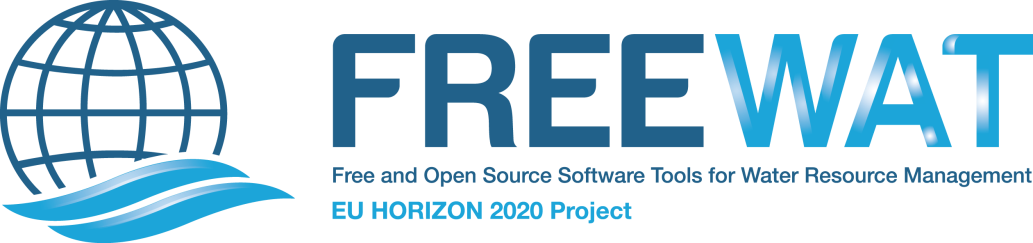 FREEWAT
Free and Open Source Software Tools for Water Resource Management
EU HORIZON 2020 Project